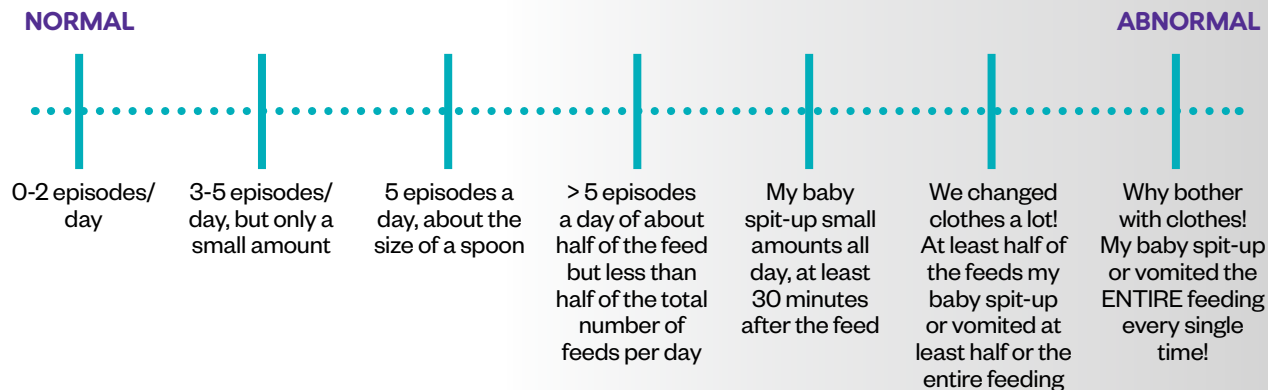 NORMAL
ABNORMAL
0-2 episodes/
day
3-5 episodes/
day, but only a
small amount
5 episodes a
day, about the
size of a spoon
> 5 episodes
a day of about
half of the feed
but less than
half of the total
number of
feeds per day
My baby
spit-up small
amounts all
day, at least
30 minutes
after the feed
We changed
clothes a lot!
At least half of
the feeds my
baby spit-up
or vomited at
least half or the
entire feeding
Why bother
with clothes!
My baby spit-up
or vomited the
ENTIRE feeding
every single
time!